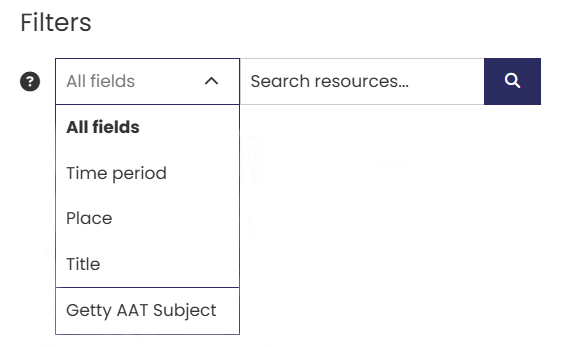 Filters
? All fields Search resources...
All fields
Time period
Place
Title
Getty AAT Subject